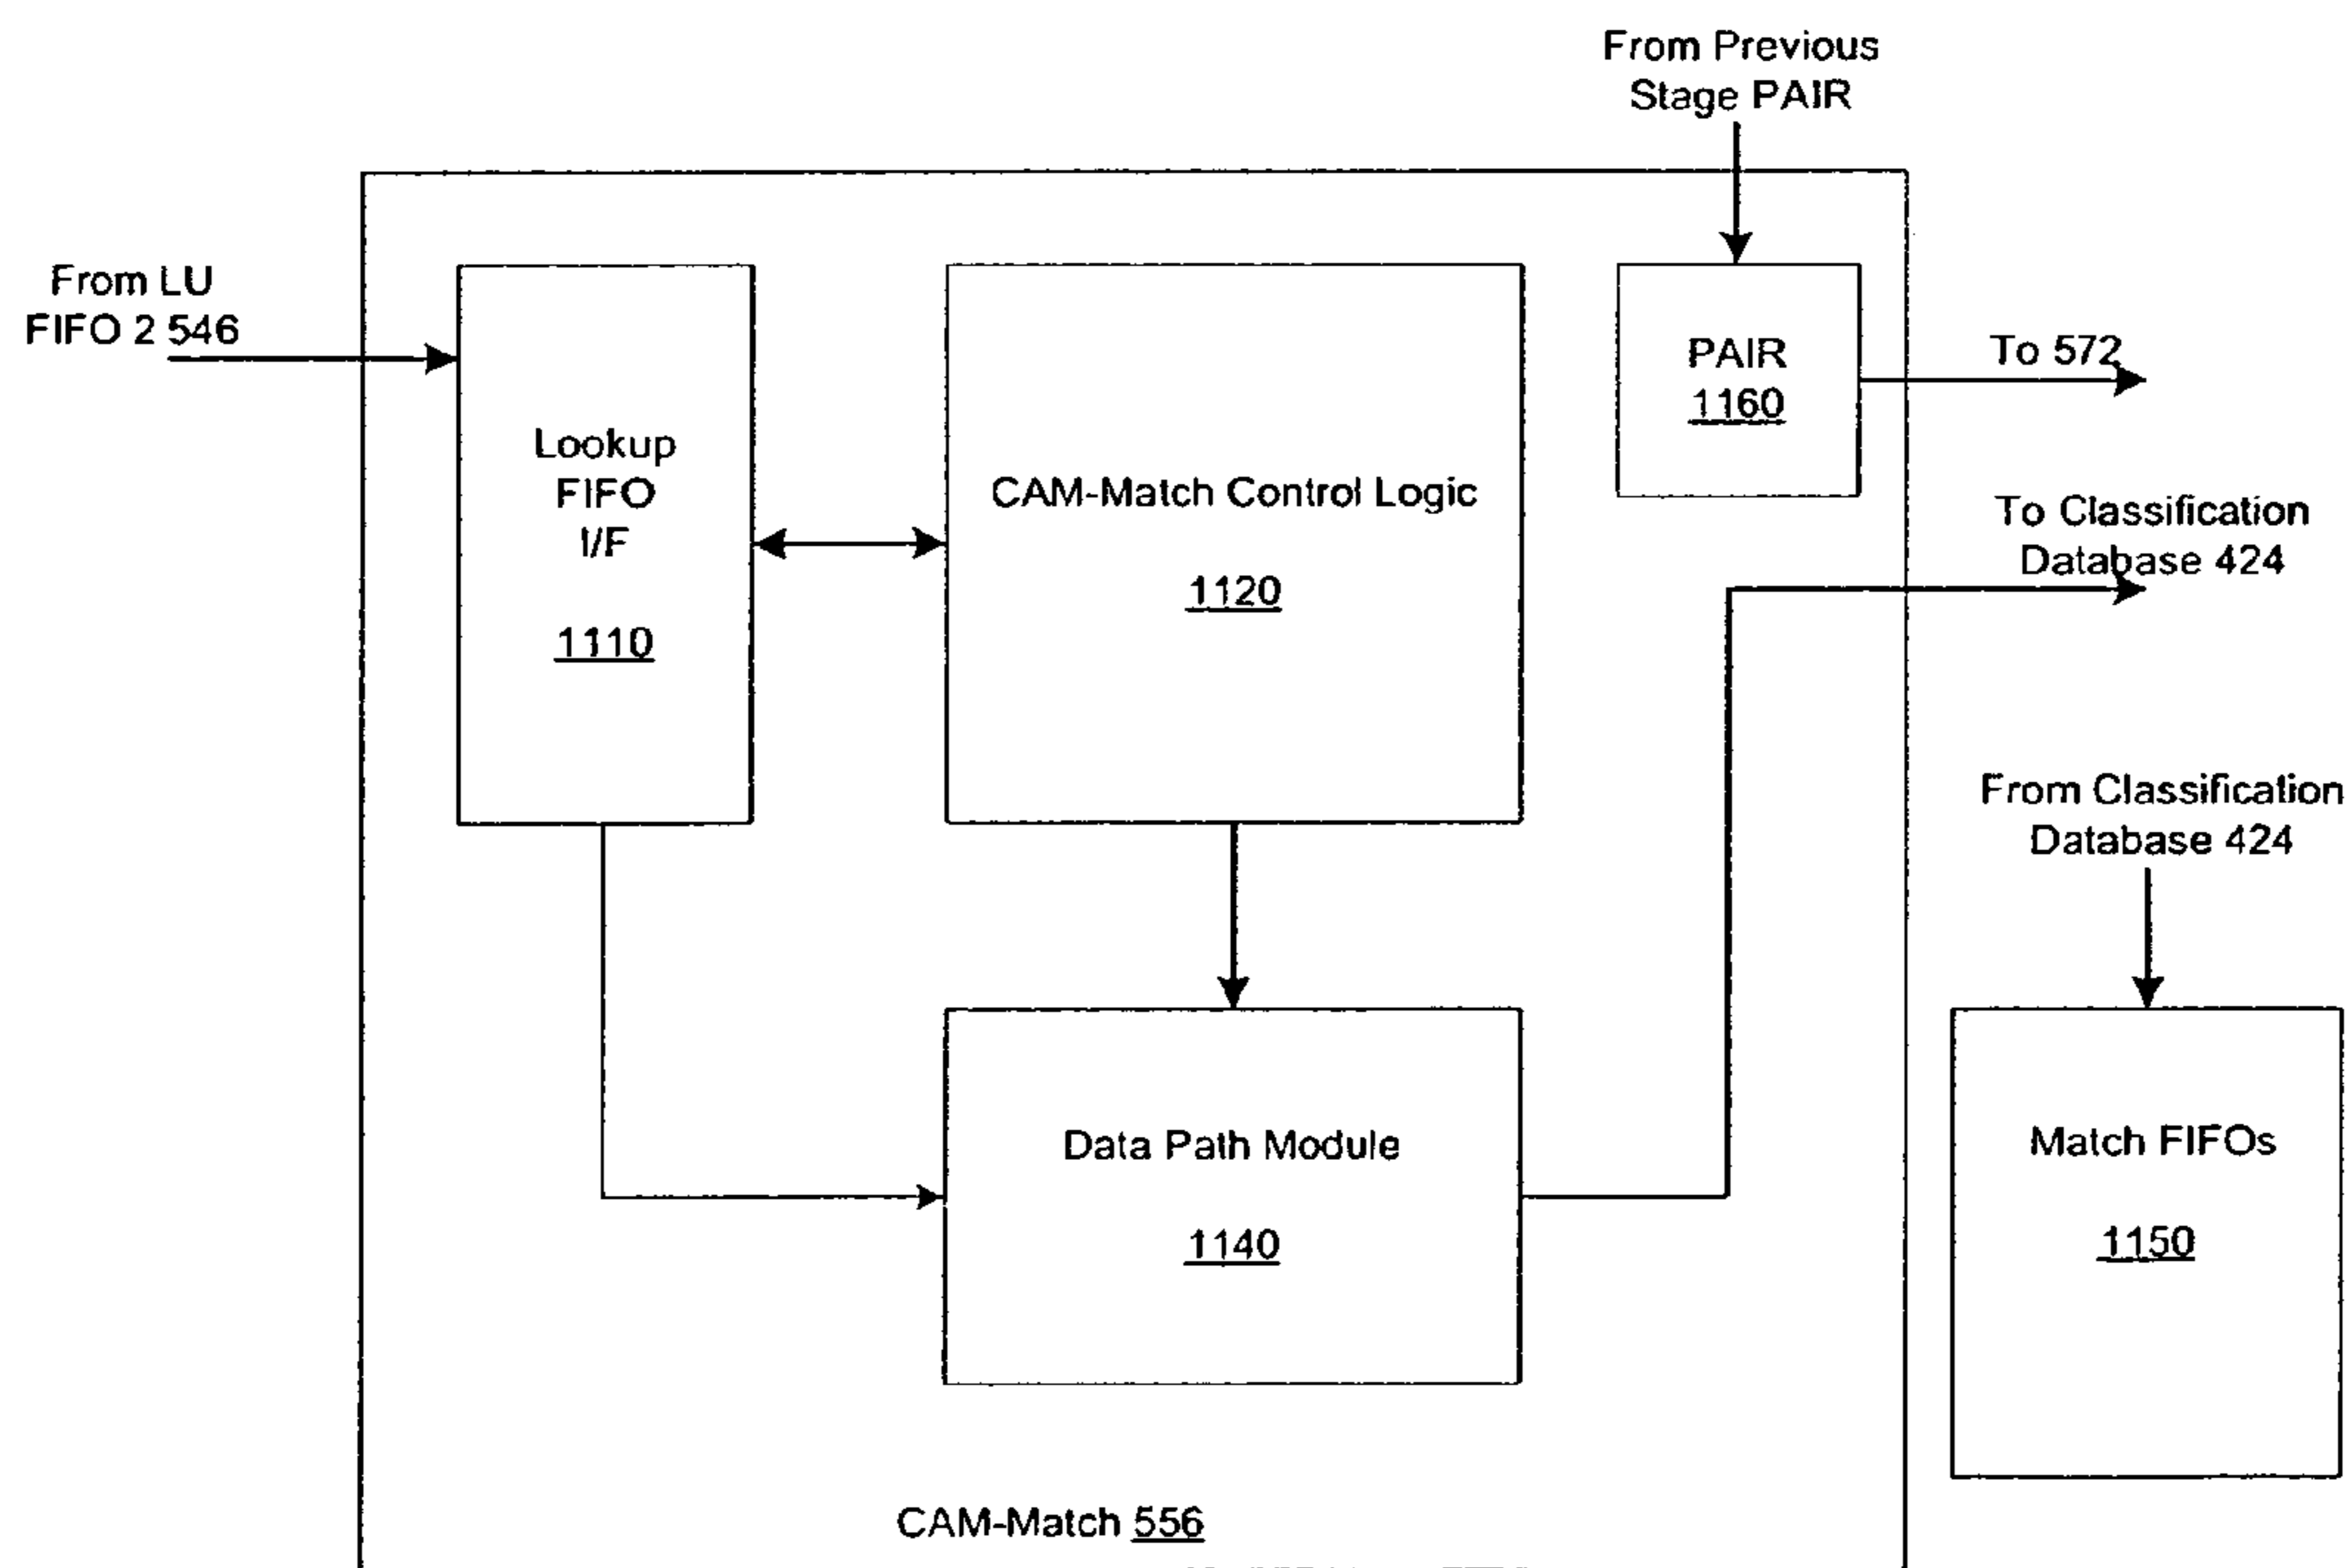 From Previous
Stage PAIR
From LU
FIFO 2 546
Lookup
FIFO
I/F
1110
CAM-Match Control Logic
1120
PAIR
1160
To 572
To Classification
Database 424
From Classification
Database 424
Data Path Module
1140
Match FIFOs
1150
CAM-Match 556